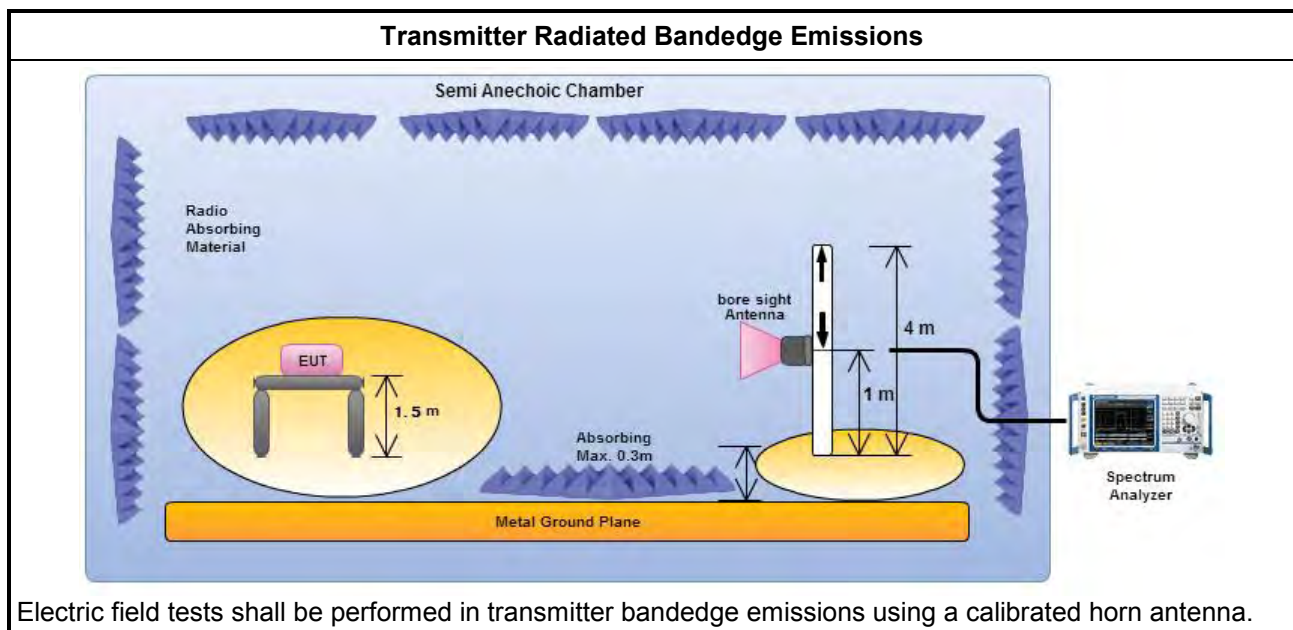 Transmitter Radiated Bandedge Emissions
Semi Anechoic Chamber
Radio
Absorbing
Material
bore sight
Antenna
4 m
EUT
1 m
1.5 m
Absorbing
Max. 0.3m
Spectrum
Analyzer
Metal Ground Plane
Electric field tests shall be performed in transmitter bandedge emissions using a calibrated horn antenna.